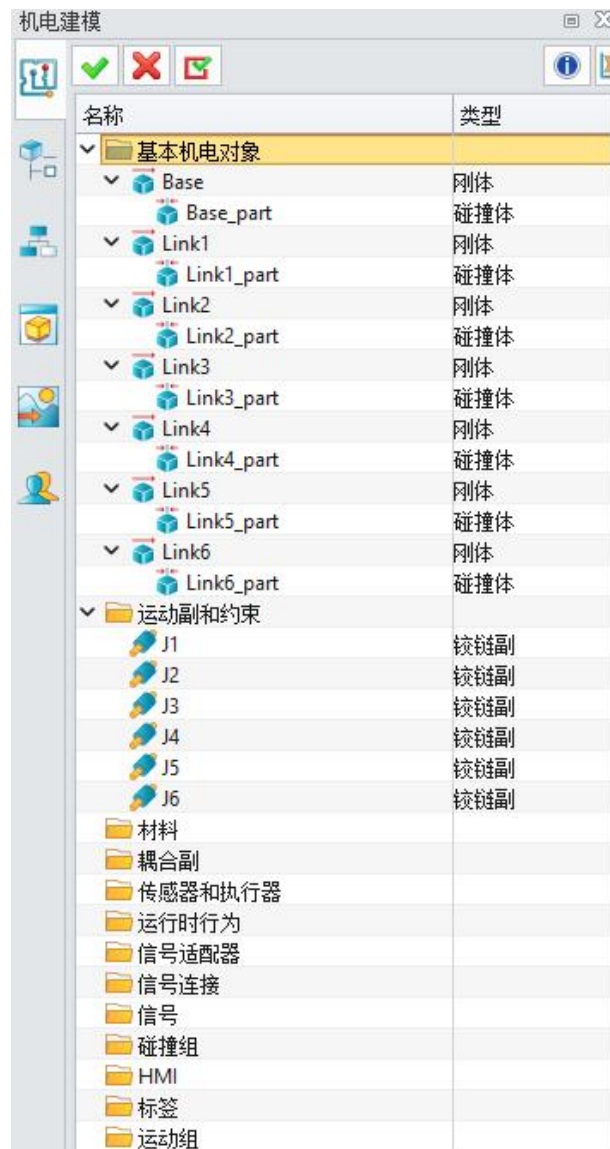 机电建模
名称 类型
基本机电对象
Base 刚体
Base_part 碰撞体
Link1 刚体
Link1_part 碰撞体
Link2 刚体
Link2_part 碰撞体
Link3 刚体
Link3_part 碰撞体
Link4 刚体
Link4_part 碰撞体
Link5 刚体
Link5_part 碰撞体
Link6 刚体
Link6_part 碰撞体
运动副和约束
J1 铰链副
J2 铰链副
J3 铰链副
J4 铰链副
J5 铰链副
J6 铰链副
材料
耦合副
传感器和执行器
运行时行为
信号适配器
信号连接
信号
碰撞组
HMI
标签
运动组